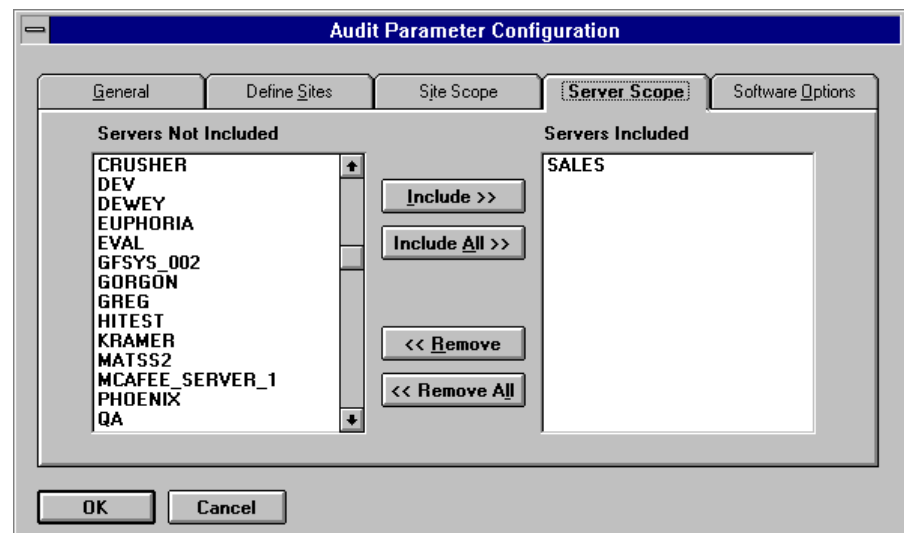 Audit Parameter Configuration
General
Define Sites
Site Scope
Server Scope
Software Options
Servers Not Included
CRUSHER
DEV
DEWEY
EUPHORIA
EVAL
GFSYS_002
GORGON
GREG
HITEST
KRAMER
MATSS2
MCAFEE_SERVER_1
PHOENIX
QA
Include >>
Include All >>
<< Remove
<< Remove All
Servers Included
SALES
OK
Cancel